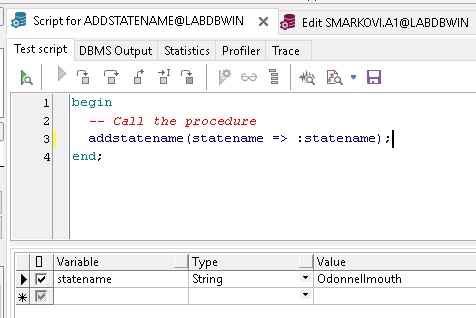 Script for ADDSTATENAME@LABDBWIN Edit SMARKOVI.A1@LABDBWIN
Test script DBMS Output Statistics Profiler Trace
1 begin
2 -- Call the procedure
3 addstatename(statename => :statename);
4 end;
Variable Type Value
statename String Odonnellmouth